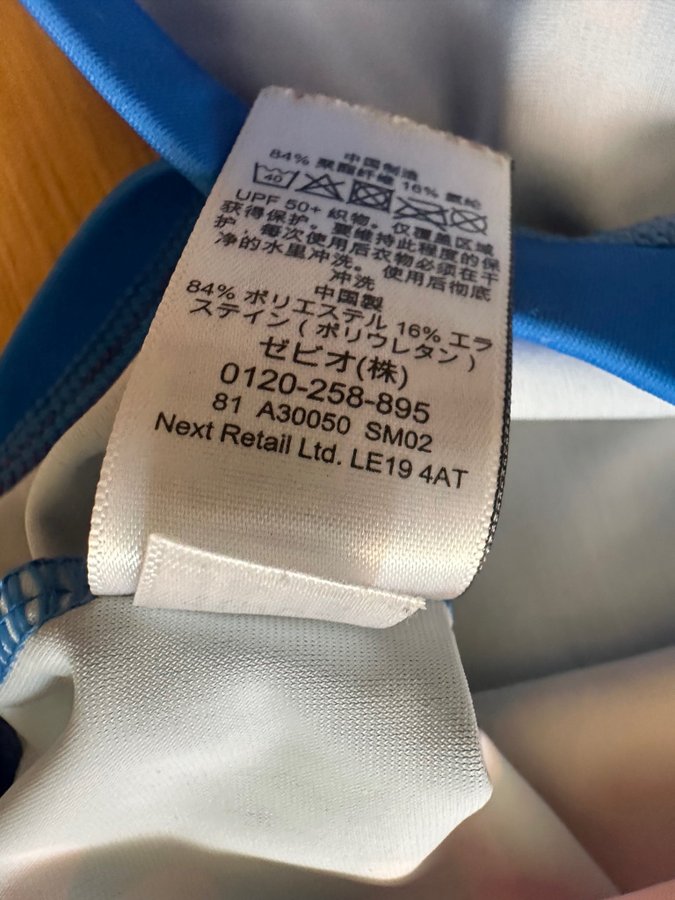 中国制造
84% 聚酯纤维 16% 氨纶
40
UPF 50+ 织物。仅覆盖区域
获得保护。要维持此程度的保
护，每次使用后衣物必须在干
净的水里冲洗。使用后彻底
冲洗
中国製
84% ポリエステル 16% エラ
ステイン ( ポリウレタン )
ゼビオ(株)
0120-258-895
81 A30050 SM02
Next Retail Ltd. LE19 4AT